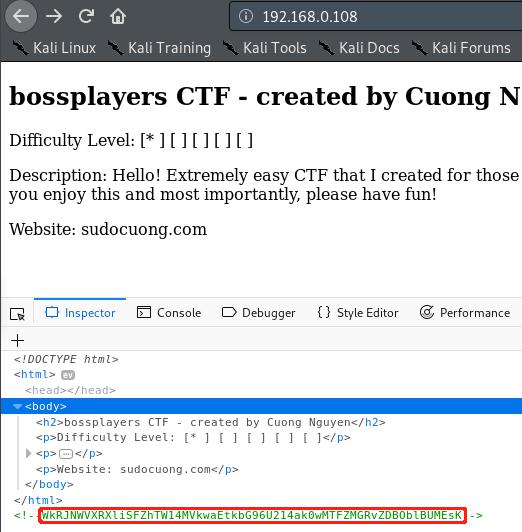 192.168.0.108
Kali Linux Kali Training Kali Tools Kali Docs Kali Forums
bossplayers CTF - created by Cuong N
Difficulty Level: [* ] [ ] [ ] [ ] [ ]
Description: Hello! Extremely easy CTF that I created for those
you enjoy this and most importantly, please have fun!
Website: sudocuong.com
Inspector Console Debugger {} Style Editor Performance
+
<!DOCTYPE html>
<html> ev
<head></head>
<body>
<h2>bossplayers CTF - created by Cuong Nguyen</h2>
<p>Difficulty Level: [* ] [ ] [ ] [ ] [ ]</p>
<p>…</p>
<p>Website: sudocuong.com</p>
</body>
</html>
<!--WkRJNWVXRXliSFZhTW14MVkwaEtkbG96U214ak0wMTFZMGRvZDBOblBUMEsK-->